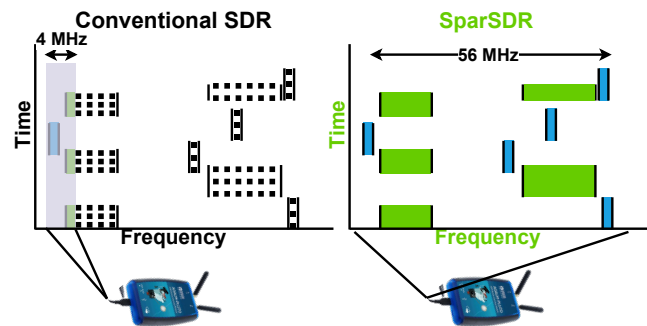 Conventional SDR
SparSDR
4 MHz
56 MHz
Time
Time
Frequency
Frequency